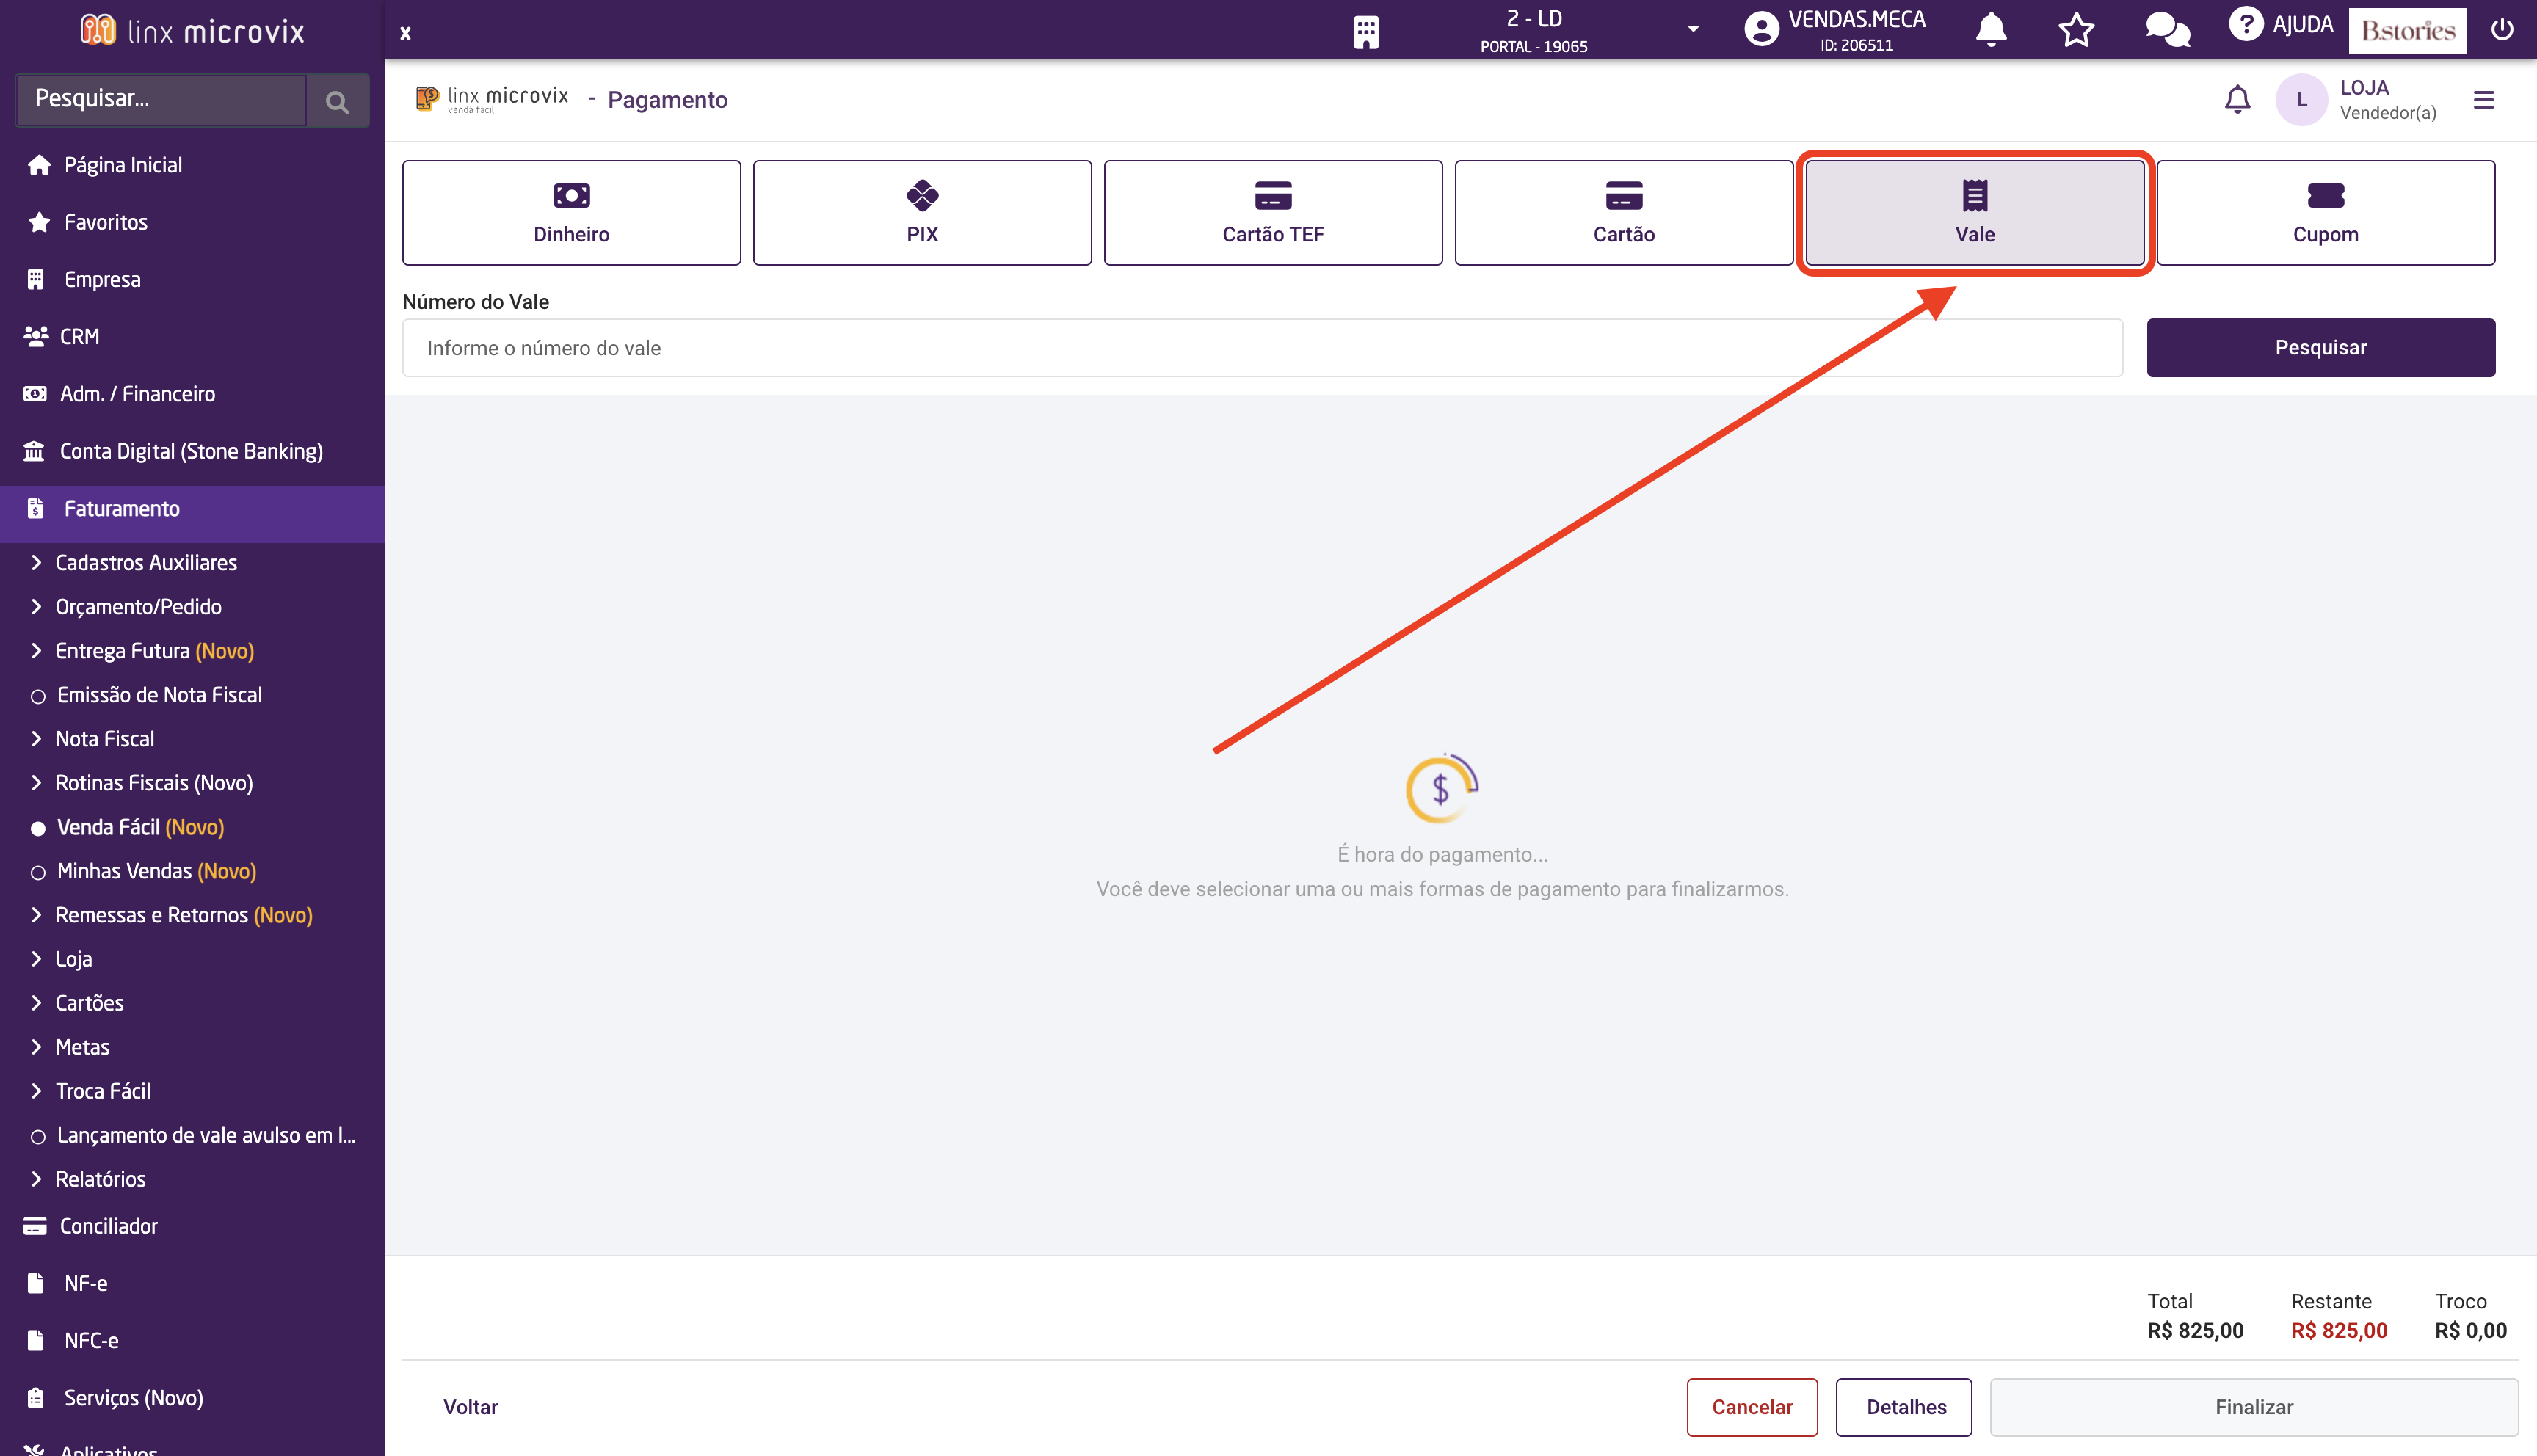 linx microvix
x
2 - LD
PORTAL - 19065
VENDAS.MECA
ID: 206511
? AJUDA
B.stories
Pesquisar...
linx microvix
venda fácil
- Pagamento
L
LOJA
Vendedor(a)
Página Inicial
Favoritos
Empresa
CRM
Adm. / Financeiro
Conta Digital (Stone Banking)
Faturamento
Cadastros Auxiliares
Orçamento/Pedido
Entrega Futura (Novo)
Emissão de Nota Fiscal
Nota Fiscal
Rotinas Fiscais (Novo)
Venda Fácil (Novo)
Minhas Vendas (Novo)
Remessas e Retornos (Novo)
Loja
Cartões
Metas
Troca Fácil
Lançamento de vale avulso em l...
Relatórios
Conciliador
NF-e
NFC-e
Serviços (Novo)
Aplicativos
Dinheiro
PIX
Cartão TEF
Cartão
Vale
Cupom
Número do Vale
Informe o número do vale
Pesquisar
$
É hora do pagamento...
Você deve selecionar uma ou mais formas de pagamento para finalizarmos.
Total
R$ 825,00
Restante
R$ 825,00
Troco
R$ 0,00
Voltar
Cancelar
Detalhes
Finalizar